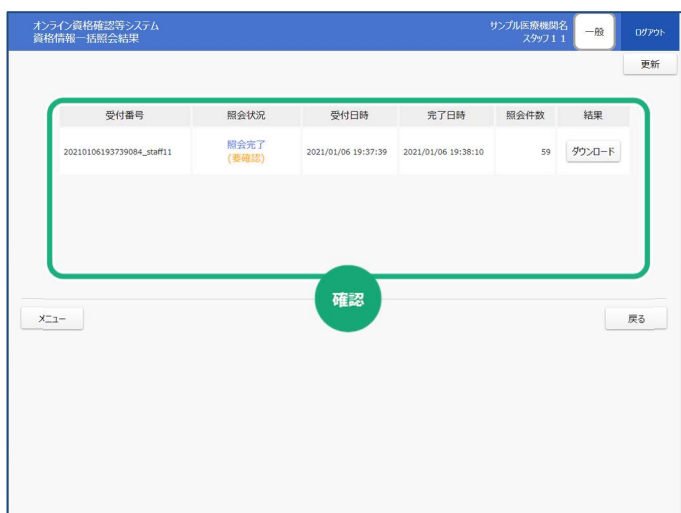 オンライン資格確認等システム
資格情報一括照会結果
サンプル医療機関名
スタッフ１１
一般
ログアウト
更新
受付番号 照会状況 受付日時 完了日時 照会件数 結果
20210106193739084_staff11 照会完了 2021/01/06 19:37:39 2021/01/06 19:38:10 59 ダウンロード
(要確認)
確認
メニュー 戻る